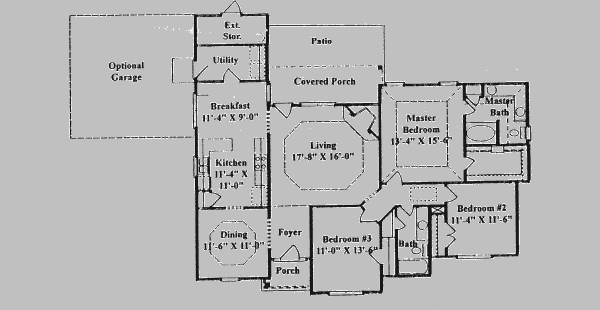 Ext.
Stor.
Optional
Garage
Utility
Patio
Covered Porch
Breakfast
11'-4" X 9'-0"
Master
Bath
Master
Bedroom
13'-4" X 15'-6"
Living
17'-8" X 16'-0"
Kitchen
11'-4" X
11'-0"
Bedroom #2
11'-4" X 11'-6"
Dining
11'-6" X 11'-0"
Foyer
Bedroom #3
11'-0" X 13'-6"
Bath
Porch